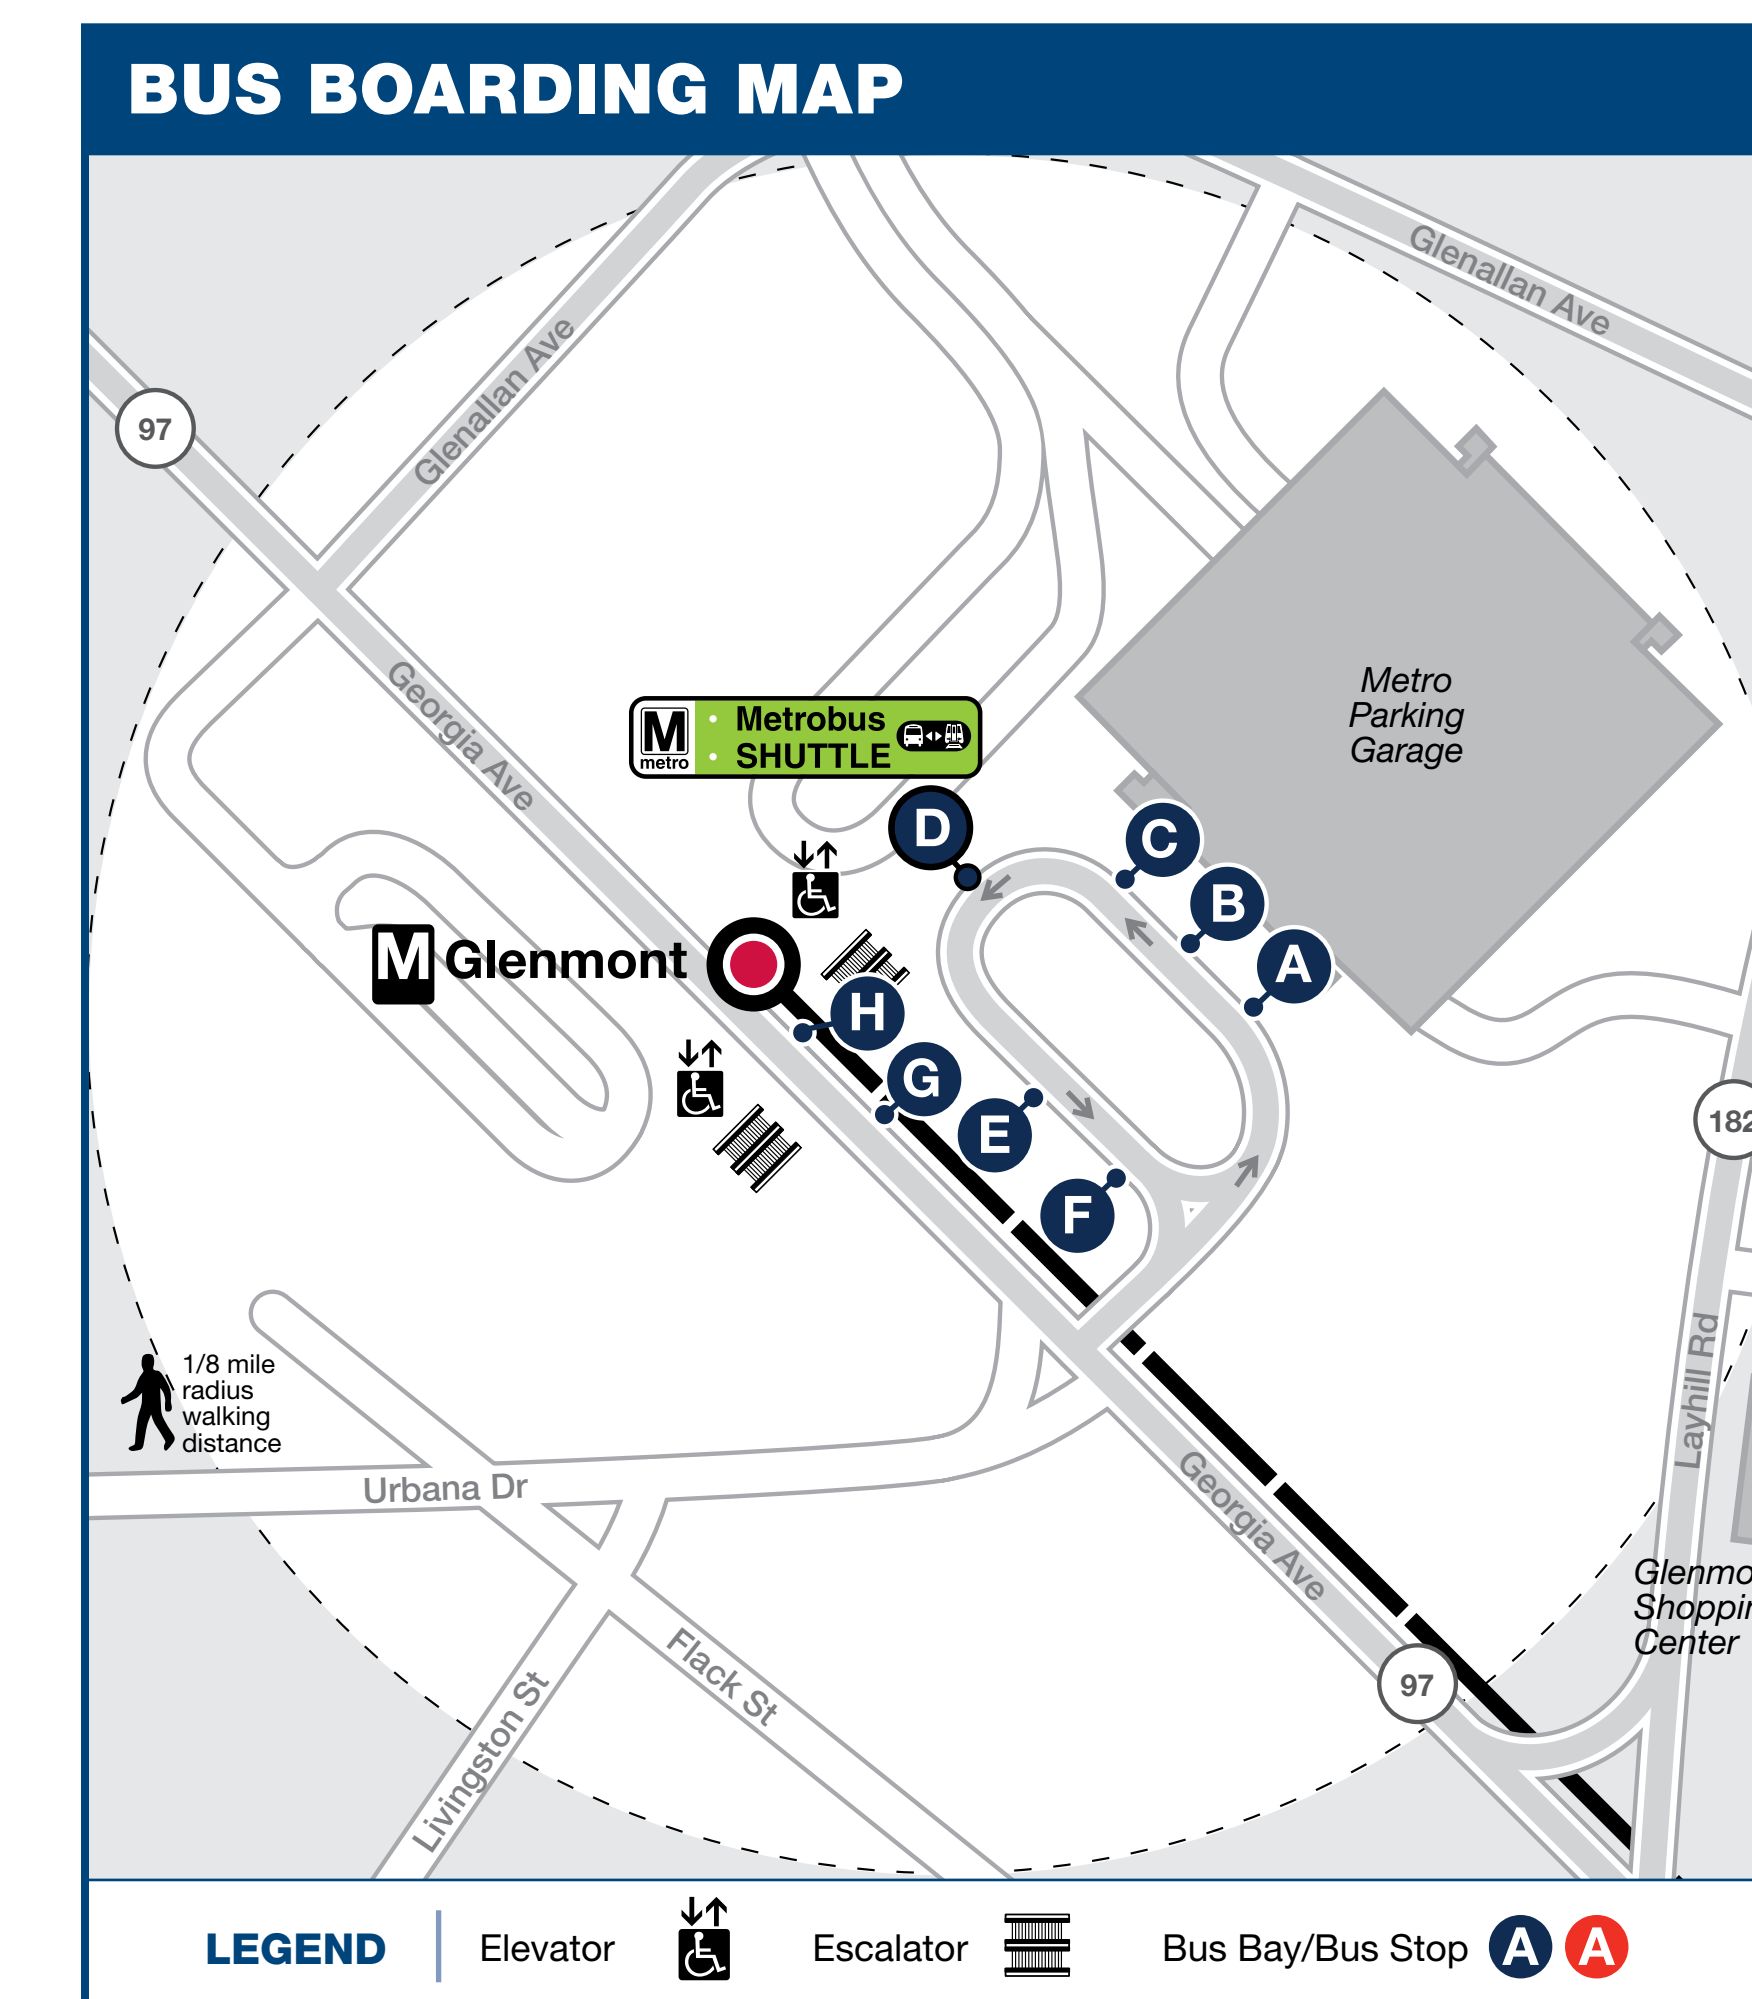 BUS BOARDING MAP
Glenallan Ave
Glenallan Ave
97
Georgia Ave
Metro
Parking
Garage
M
metro
Metrobus
SHUTTLE
D
C
B
A
M Glenmont
H
G
E
F
182
1/8 mile
radius
walking
distance
Urbana Dr
Layhill Rd
Georgia Ave
Livingston St
Flack St
97
Center
LEGEND
Elevator
Escalator
Bus Bay/Bus Stop
A
A